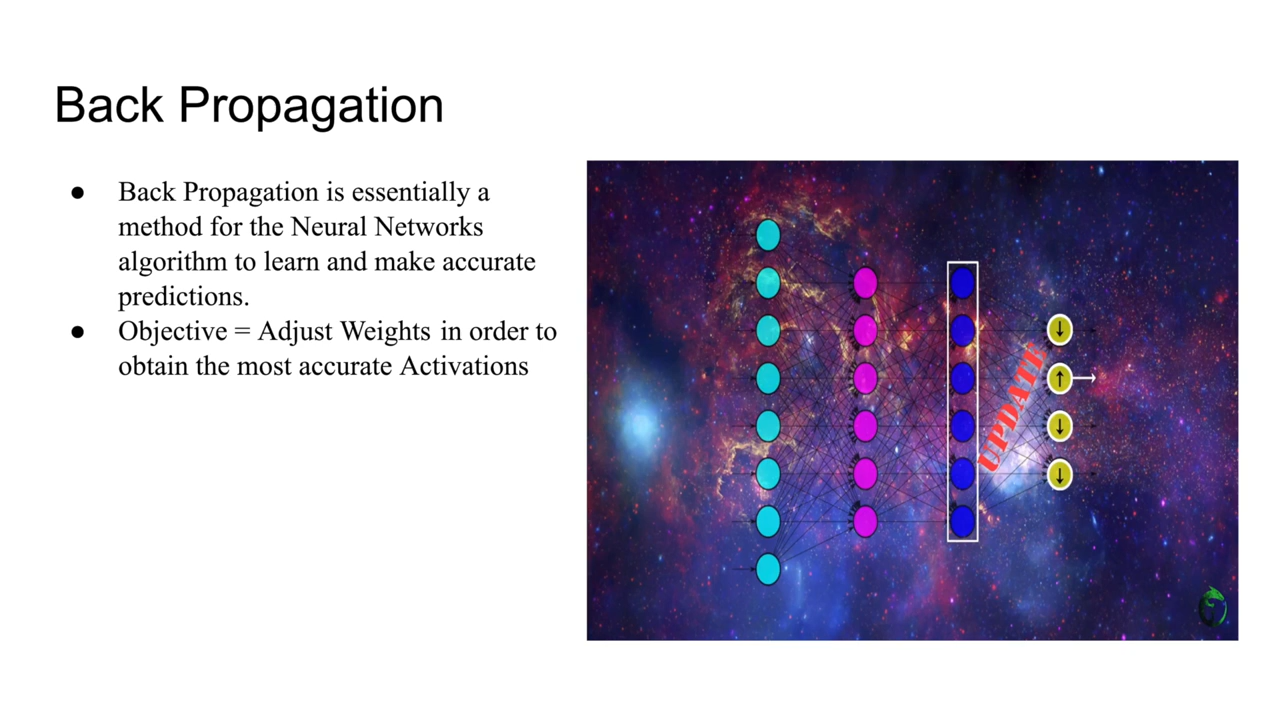 Back Propagation
● Back Propagation is essentially a
method for the Neural Networks
algorithm to learn and make accurate
predictions.
● Objective = Adjust Weights in order to
obtain the most accurate Activations
UPDATE
↓
↑
↓
↓